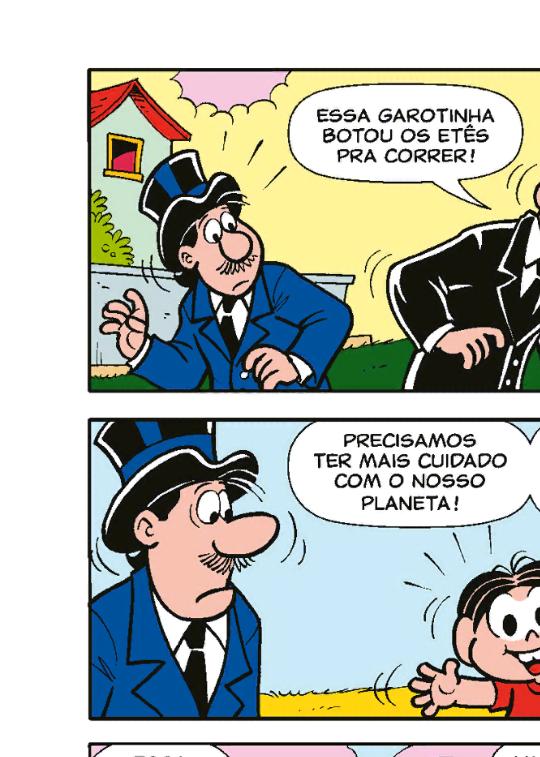 ESSA GAROTINHA
BOTOU OS ETÊS
PRA CORRER!
PRECISAMOS
TER MAIS CUIDADO
COM O NOSSO
PLANETA!